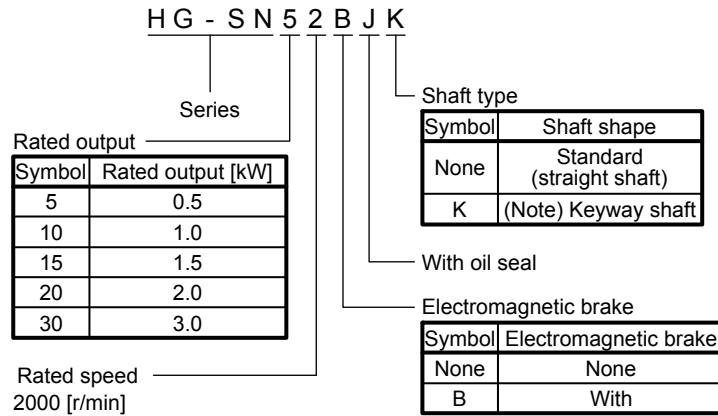 HG-SN52BJK
Series
Rated output
Symbol Rated output [kW]
5 0.5
10 1.0
15 1.5
20 2.0
30 3.0
Rated speed
2000 [r/min]
Shaft type
Symbol Shaft shape
None Standard
(straight shaft)
K (Note) Keyway shaft
With oil seal
Electromagnetic brake
Symbol Electromagnetic brake
None None
B With